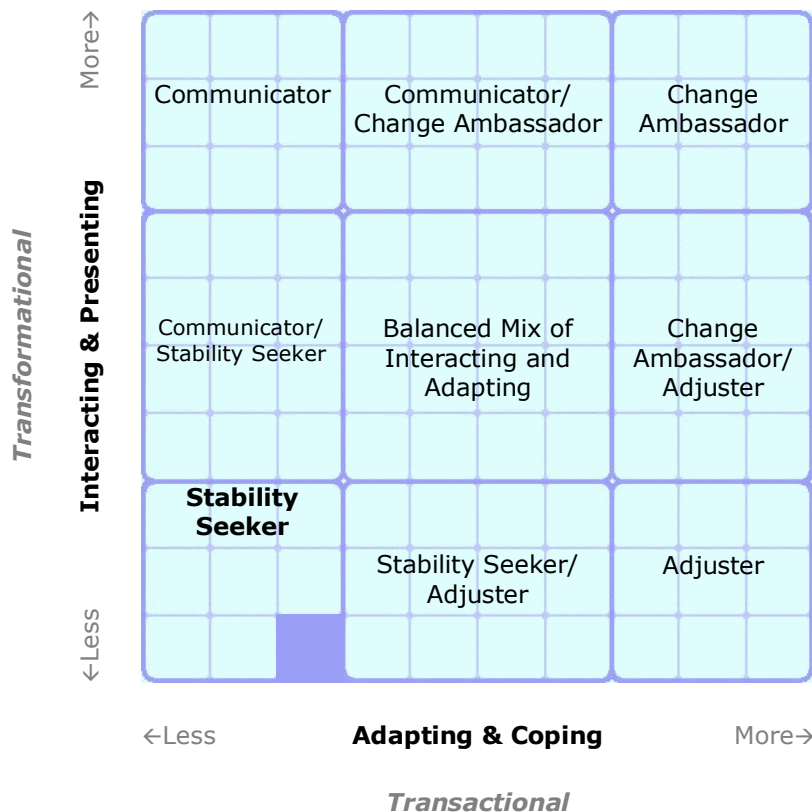 More→
Communicator
Communicator/
Change Ambassador
Change
Ambassador
Transformational
Interacting & Presenting
Communicator/
Stability Seeker
Balanced Mix of
Interacting and
Adapting
Change
Ambassador/
Adjuster
Stability
Seeker
Stability Seeker/
Adjuster
Adjuster
←Less
←Less
Adapting & Coping
More→
Transactional